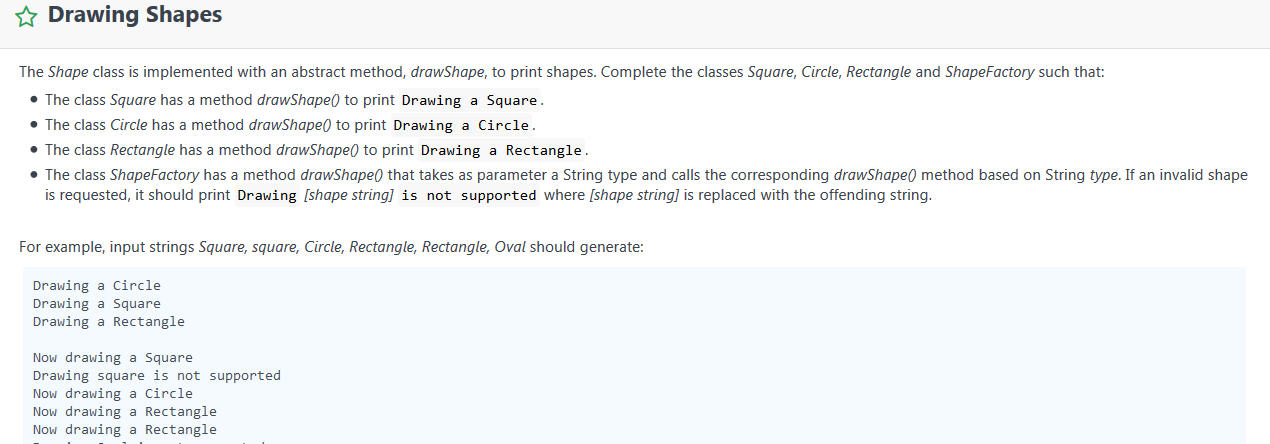 Drawing Shapes
The Shape class is implemented with an abstract method, drawShape, to print shapes. Complete the classes Square, Circle, Rectangle and ShapeFactory such that:
• The class Square has a method drawShape() to print Drawing a Square.
• The class Circle has a method drawShape() to print Drawing a Circle.
• The class Rectangle has a method drawShape() to print Drawing a Rectangle.
• The class ShapeFactory has a method drawShape() that takes as parameter a String type and calls the corresponding drawShape() method based on String type. If an invalid shape
is requested, it should print Drawing [shape string] is not supported where [shape string] is replaced with the offending string.
For example, input strings Square, square, Circle, Rectangle, Rectangle, Oval should generate:
Drawing a Circle
Drawing a Square
Drawing a Rectangle
Now drawing a Square
Drawing square is not supported
Now drawing a Circle
Now drawing a Rectangle
Now drawing a Rectangle